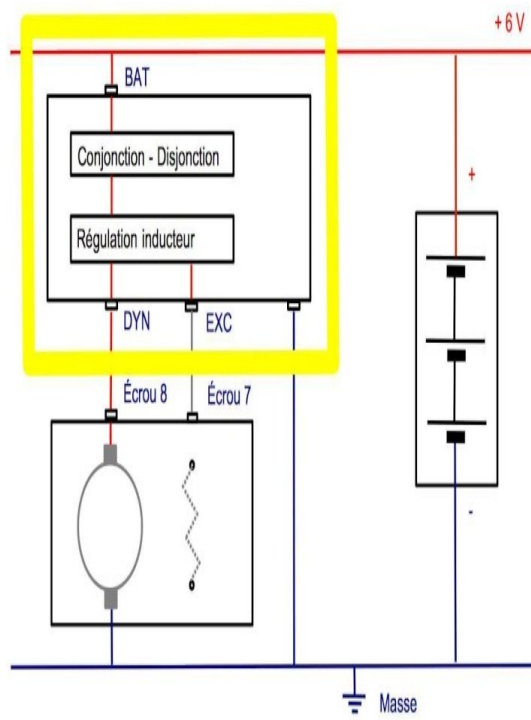 + 6 V
BAT
Conjonction - Disjonction
+
Régulation inducteur
DYN
EXC
Écrou 8
Écrou 7
-
Masse